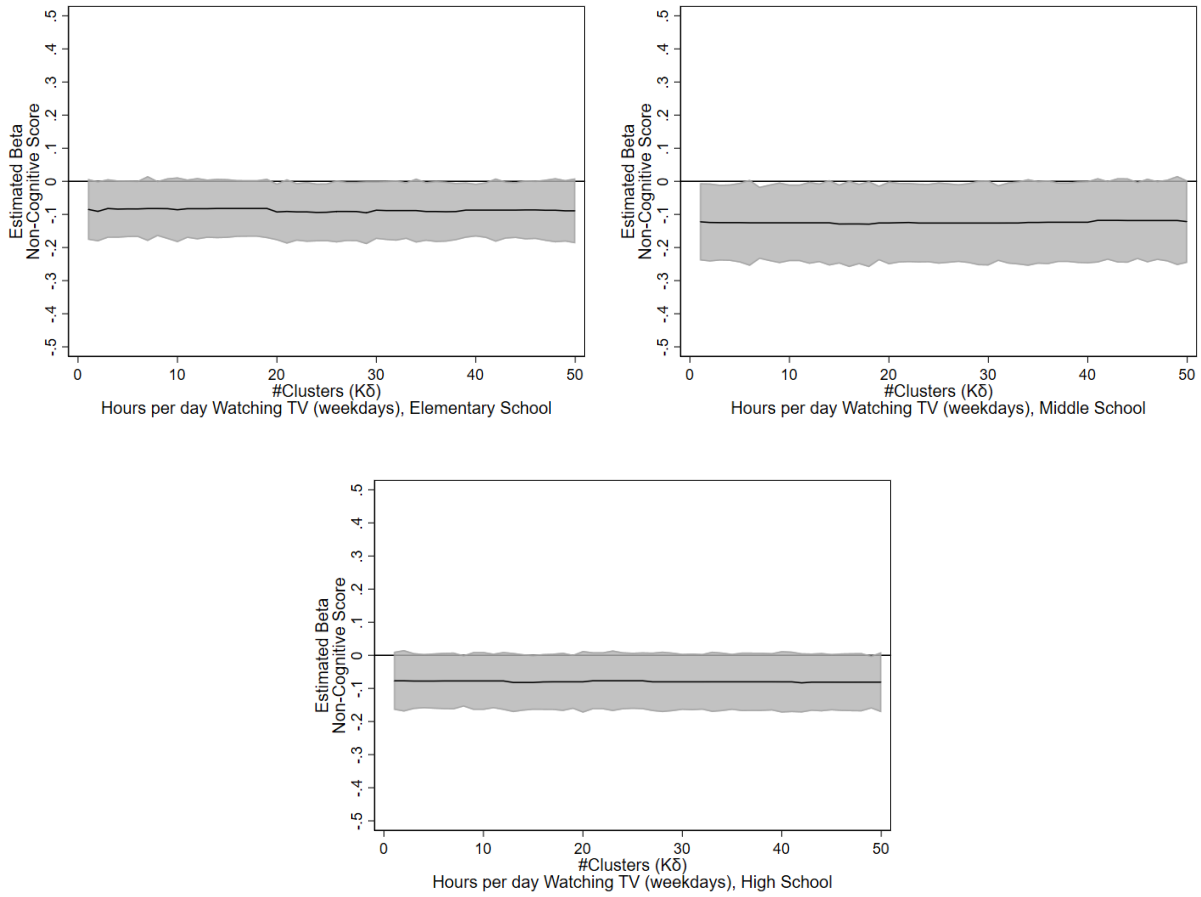 Estimated Beta
Non-Cognitive Score
.5
.4
.3
.2
.1
0
-.1
-.2
-.3
-.4
-.5
0 10 20 30 40 50
#Clusters (Kδ)
Hours per day Watching TV (weekdays), Elementary School
Estimated Beta
Non-Cognitive Score
.5
.4
.3
.2
.1
0
-.1
-.2
-.3
-.4
-.5
0 10 20 30 40 50
#Clusters (Kδ)
Hours per day Watching TV (weekdays), Middle School
Estimated Beta
Non-Cognitive Score
.5
.4
.3
.2
.1
0
-.1
-.2
-.3
-.4
-.5
0 10 20 30 40 50
#Clusters (Kδ)
Hours per day Watching TV (weekdays), High School